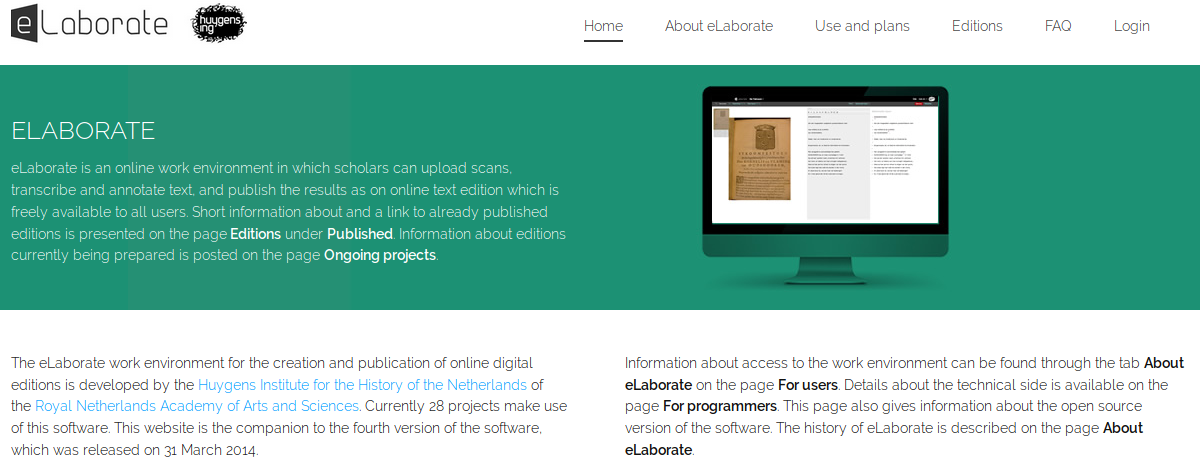 eLaborate
huygens
ing
Home About eLaborate Use and plans Editions FAQ Login
ELABORATE
eLaborate is an online work environment in which scholars can upload scans,
transcribe and annotate text, and publish the results as on online text edition which is
freely available to all users. Short information about and a link to already published
editions is presented on the page Editions under Published. Information about editions
currently being prepared is posted on the page Ongoing projects.
The eLaborate work environment for the creation and publication of online digital
editions is developed by the Huygens Institute for the History of the Netherlands of
the Royal Netherlands Academy of Arts and Sciences. Currently 28 projects make use
of this software. This website is the companion to the fourth version of the software,
which was released on 31 March 2014.
Information about access to the work environment can be found through the tab About
eLaborate on the page For users. Details about the technical side is available on the
page For programmers. This page also gives information about the open source
version of the software. The history of eLaborate is described on the page About
eLaborate.